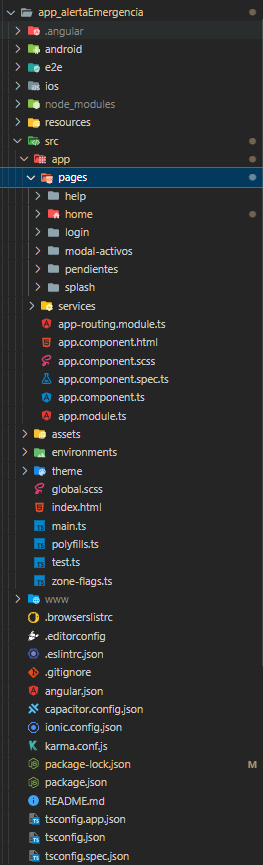 app_alertaEmergencia
.angular
android
e2e
ios
node_modules
resources
src
app
pages
help
home
login
modal-activos
pendientes
splash
services
app-routing.module.ts
app.component.html
app.component.scss
app.component.spec.ts
app.component.ts
app.module.ts
assets
environments
theme
global.scss
index.html
main.ts
polyfills.ts
test.ts
zone-flags.ts
www
.browserslistrc
.editorconfig
.eslintrc.json
.gitignore
angular.json
capacitor.config.json
ionic.config.json
karma.conf.js
package-lock.json M
package.json
README.md
tsconfig.app.json
tsconfig.json
tsconfig.spec.json